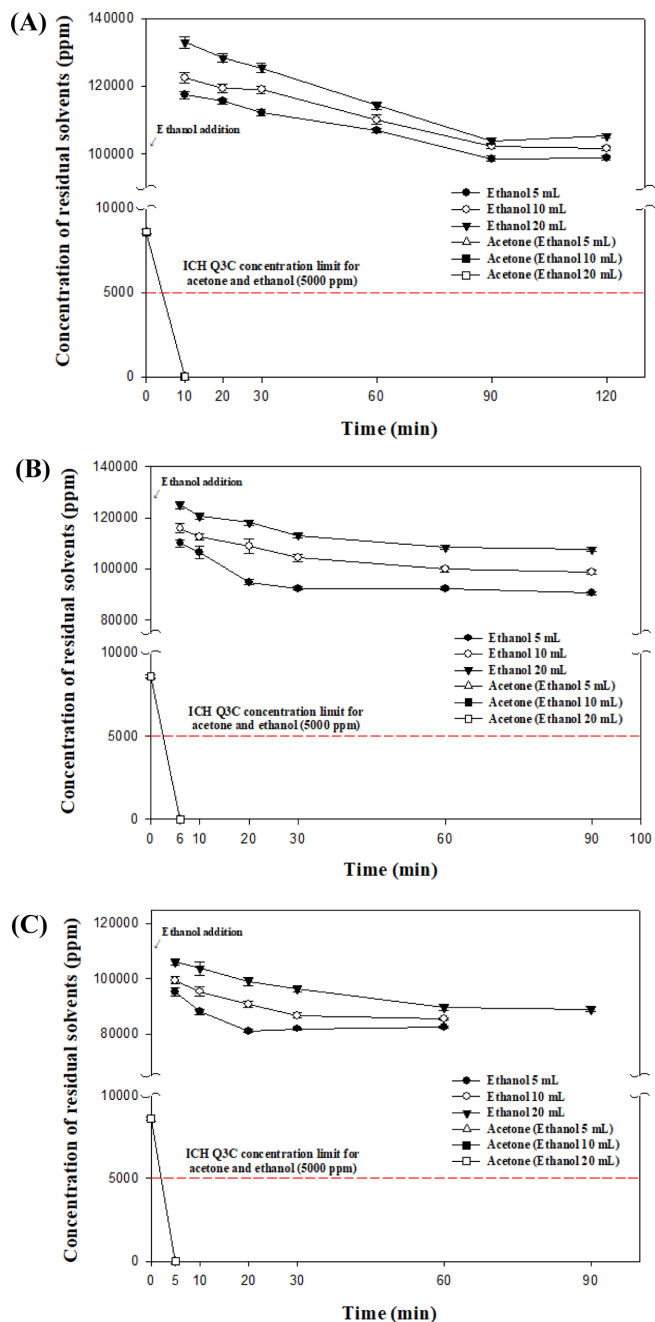 (A)
Concentration of residual solvents (ppm)
140000
120000
100000
10000
5000
0
Ethanol addition
Ethanol 5 mL
Ethanol 10 mL
Ethanol 20 mL
Acetone (Ethanol 5 mL)
Acetone (Ethanol 10 mL)
Acetone (Ethanol 20 mL)
ICH Q3C concentration limit for
acetone and ethanol (5000 ppm)
0 10 20 30 60 90 120
Time (min)
(B)
Concentration of residual solvents (ppm)
140000
120000
100000
80000
10000
5000
0
Ethanol addition
Ethanol 5 mL
Ethanol 10 mL
Ethanol 20 mL
Acetone (Ethanol 5 mL)
Acetone (Ethanol 10 mL)
Acetone (Ethanol 20 mL)
ICH Q3C concentration limit for
acetone and ethanol (5000 ppm)
0 6 10 20 30 60 90 100
Time (min)
(C)
Concentration of residual solvents (ppm)
120000
100000
80000
10000
5000
0
Ethanol addition
Ethanol 5 mL
Ethanol 10 mL
Ethanol 20 mL
Acetone (Ethanol 5 mL)
Acetone (Ethanol 10 mL)
Acetone (Ethanol 20 mL)
ICH Q3C concentration limit for
acetone and ethanol (5000 ppm)
0 5 10 20 30 60 90
Time (min)